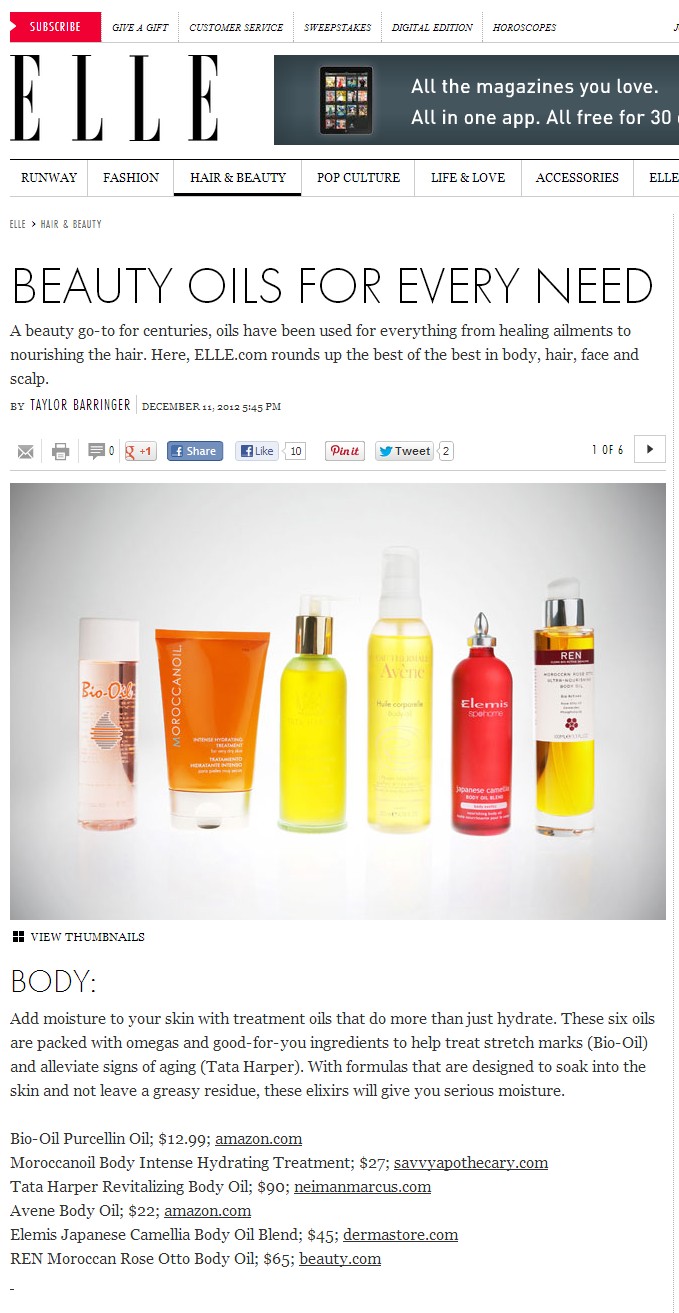 SUBSCRIBE GIVE A GIFT CUSTOMER SERVICE SWEEPSTAKES DIGITAL EDITION HOROSCOPES
ELLE
All the magazines you love.
All in one app. All free for 30
RUNWAY FASHION HAIR & BEAUTY POP CULTURE LIFE & LOVE ACCESSORIES ELLE
ELLE > HAIR & BEAUTY
BEAUTY OILS FOR EVERY NEED
A beauty go-to for centuries, oils have been used for everything from healing ailments to
nourishing the hair. Here, ELLE.com rounds up the best of the best in body, hair, face and
scalp.
BY TAYLOR BARRINGER DECEMBER 11, 2012 5:45 PM
0 g +1 f Share f Like 10 Pin it Tweet 2 1 OF 6
Bio-Oil
MOROCCANOIL
INTENSE HYDRATING
TREATMENT
for very dry skin
TRATAMIENTO
HIDRATANTE INTENSO
para pieles muy secas
Avène
Huile corporelle
Body oil
Elemis
spa@home
Japanese camellia
BODY OIL BLEND
REN
MOROCCAN ROSE OTTO
ULTRA-NOURISHING
BODY OIL
VIEW THUMBNAILS
BODY:
Add moisture to your skin with treatment oils that do more than just hydrate. These six oils
are packed with omegas and good-for-you ingredients to help treat stretch marks (Bio-Oil)
and alleviate signs of aging (Tata Harper). With formulas that are designed to soak into the
skin and not leave a greasy residue, these elixirs will give you serious moisture.
Bio-Oil Purcellin Oil; $12.99; amazon.com
Moroccanoil Body Intense Hydrating Treatment; $27; savvyapothecary.com
Tata Harper Revitalizing Body Oil; $90; neimanmarcus.com
Avene Body Oil; $22; amazon.com
Elemis Japanese Camellia Body Oil Blend; $45; dermastore.com
REN Moroccan Rose Otto Body Oil; $65; beauty.com